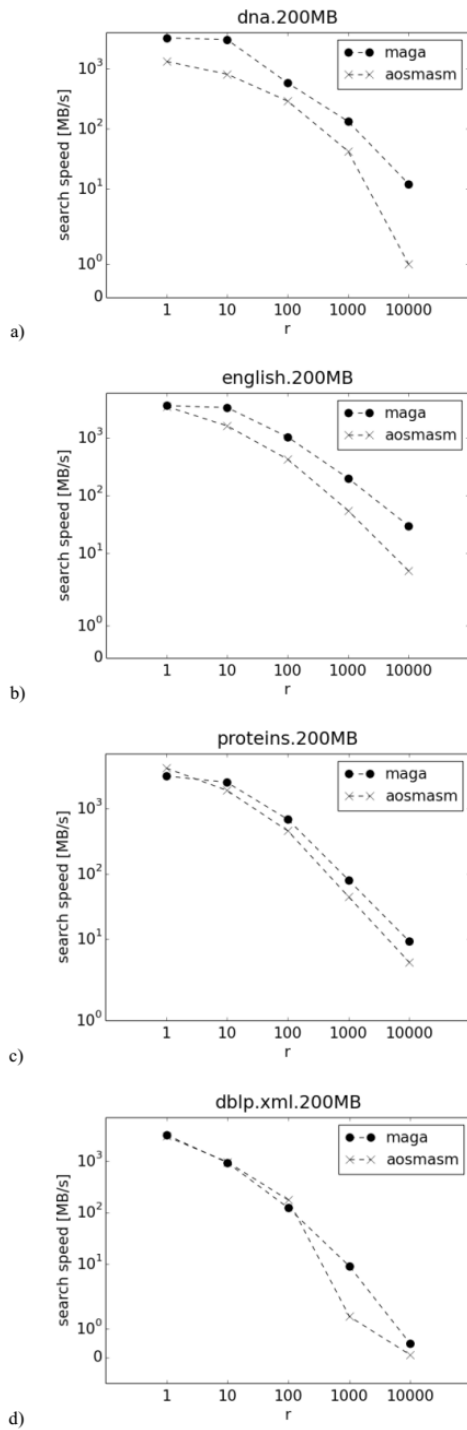 dna.200MB
maga
aosmasm
search speed [MB/s]
10³
10²
10¹
10⁰
0
1 10 100 1000 10000
r
a)
english.200MB
maga
aosmasm
search speed [MB/s]
10³
10²
10¹
10⁰
0
1 10 100 1000 10000
r
b)
proteins.200MB
maga
aosmasm
search speed [MB/s]
10³
10²
10¹
10⁰
1 10 100 1000 10000
r
c)
dblp.xml.200MB
maga
aosmasm
search speed [MB/s]
10³
10²
10¹
10⁰
0
1 10 100 1000 10000
r
d)